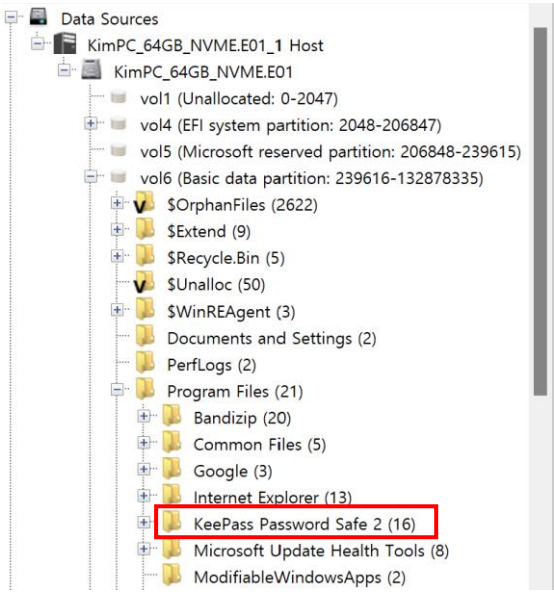 Data Sources
KimPC_64GB_NVME.E01_1 Host
KimPC_64GB_NVME.E01
vol1 (Unallocated: 0-2047)
vol4 (EFI system partition: 2048-206847)
vol5 (Microsoft reserved partition: 206848-239615)
vol6 (Basic data partition: 239616-132878335)
$OrphanFiles (2622)
$Extend (9)
$Recycle.Bin (5)
$Unalloc (50)
$WinREAgent (3)
Documents and Settings (2)
PerfLogs (2)
Program Files (21)
Bandizip (20)
Common Files (5)
Google (3)
Internet Explorer (13)
KeePass Password Safe 2 (16)
Microsoft Update Health Tools (8)
ModifiableWindowsApps (2)